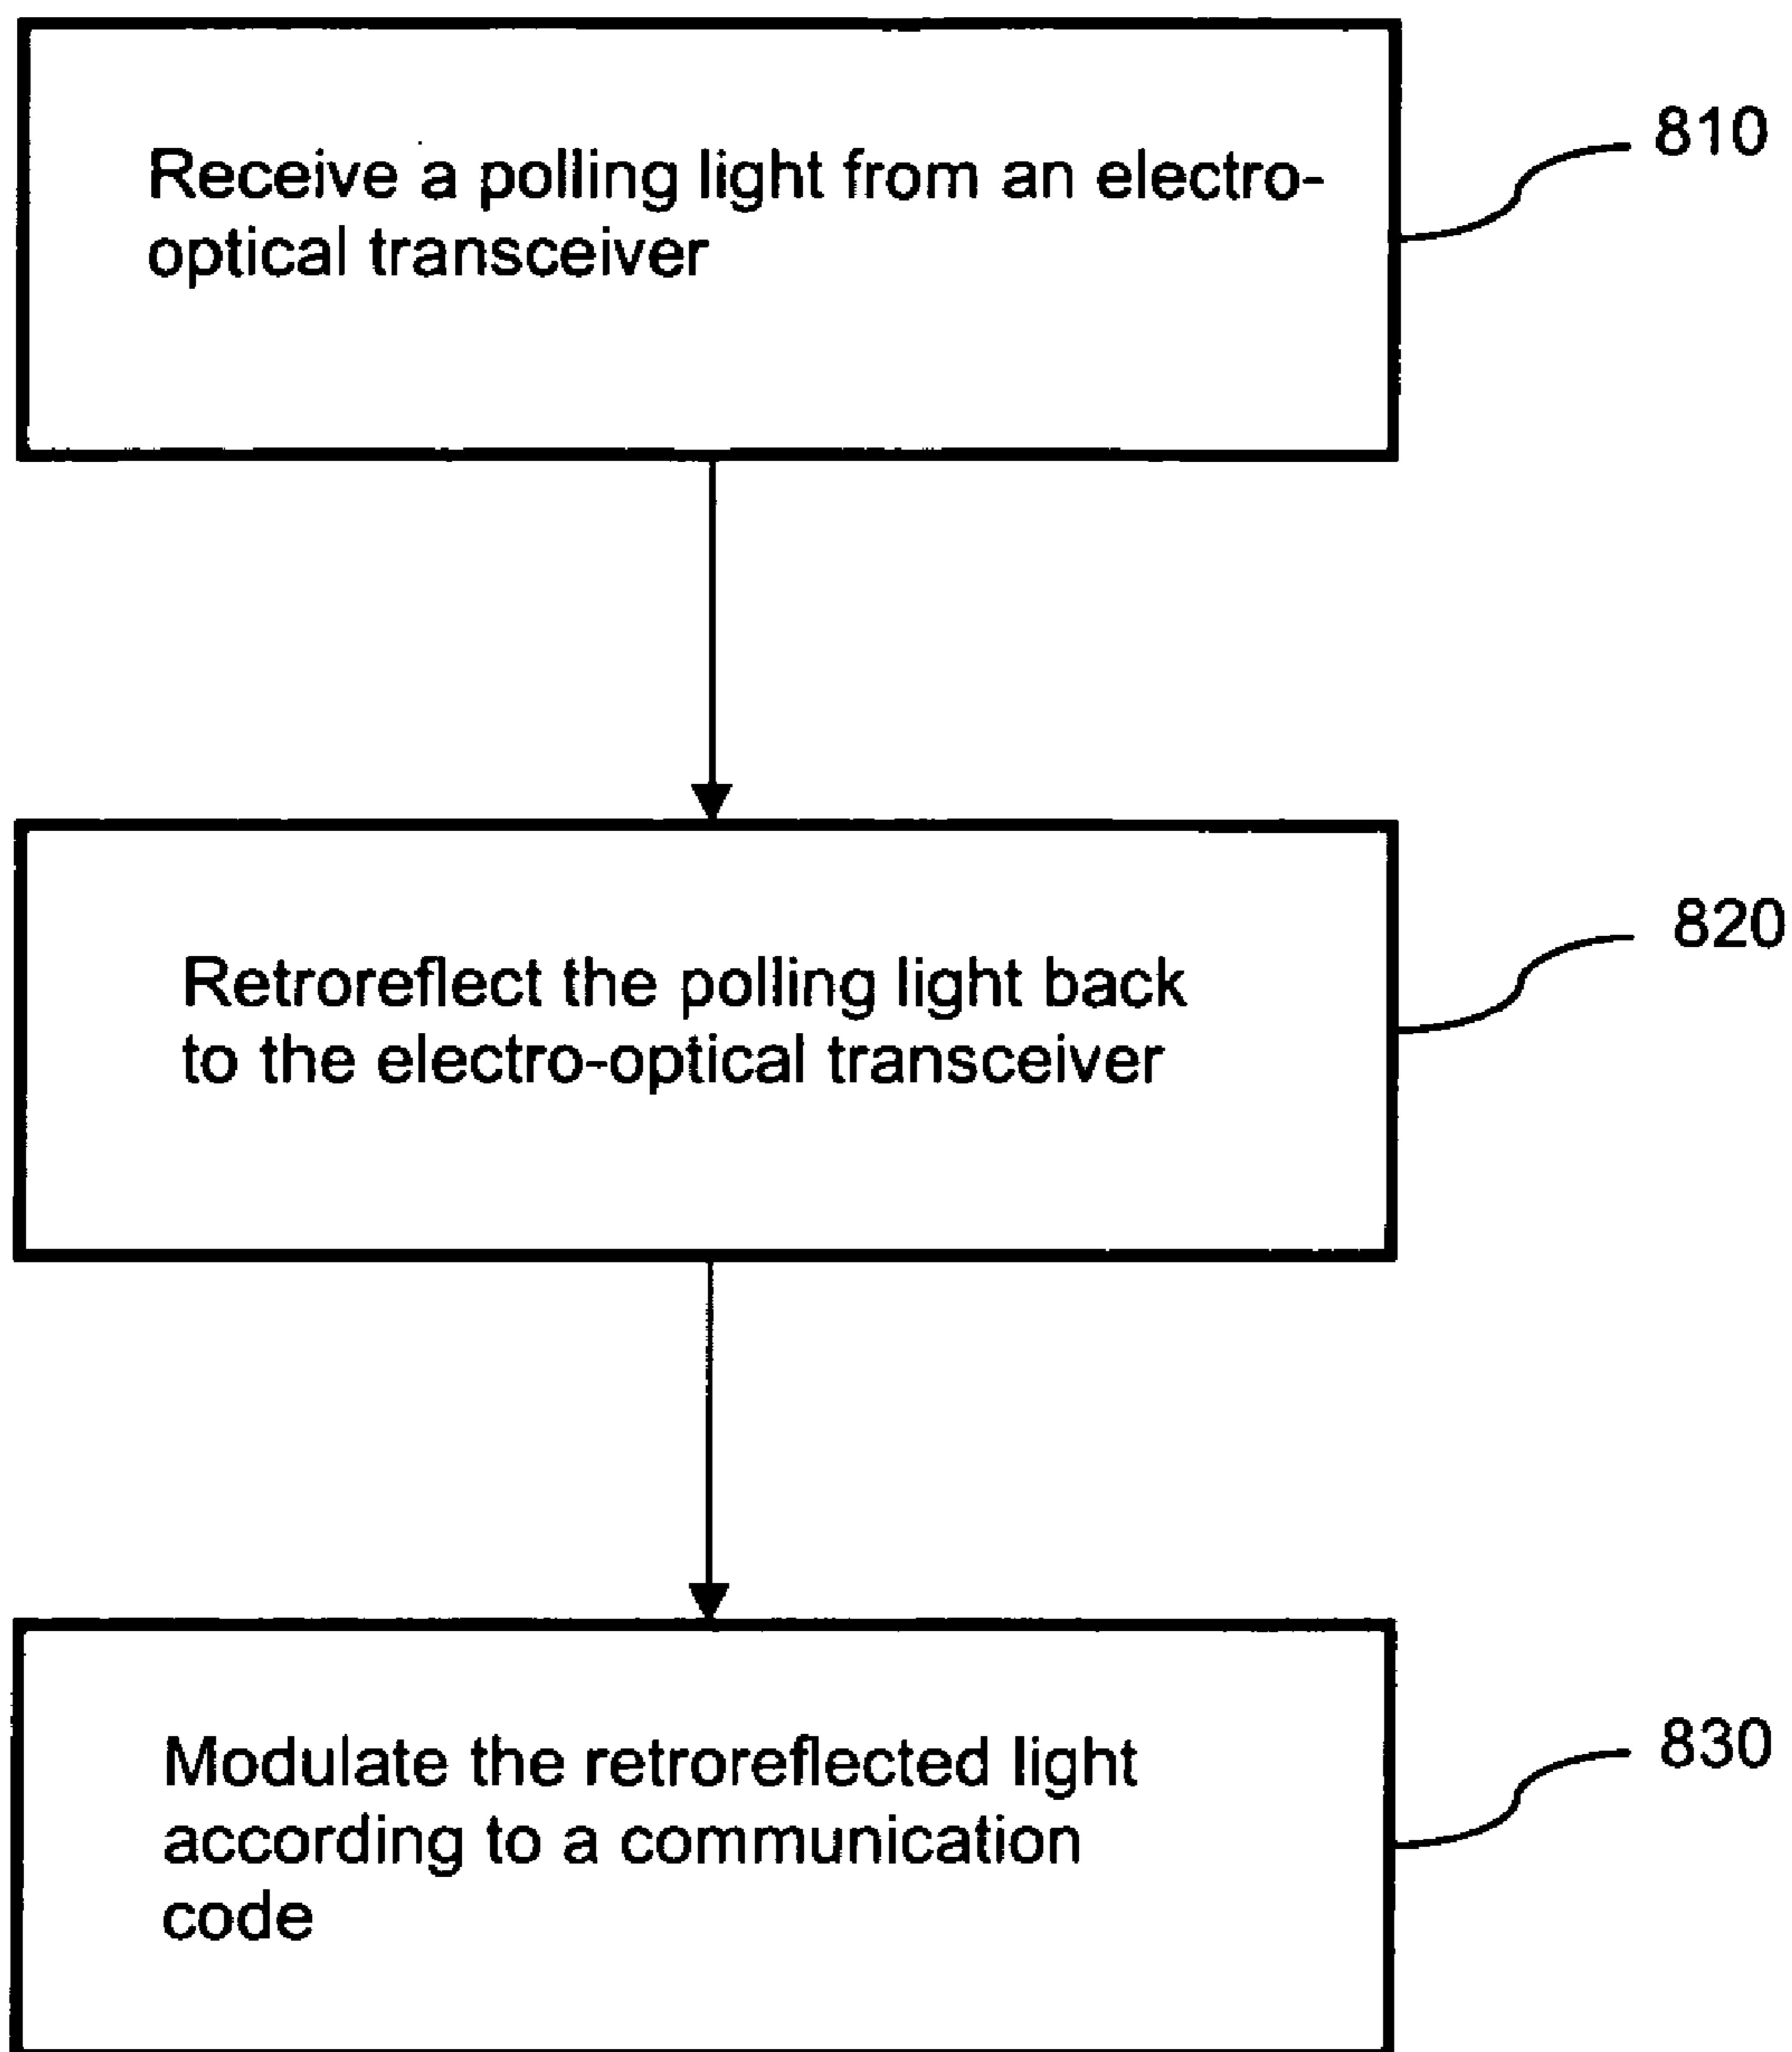 Receive a polling light from an electro-
optical transceiver
810
Retroreflect the polling light back
to the electro-optical transceiver
820
Modulate the retroreflected light
according to a communication
code
830